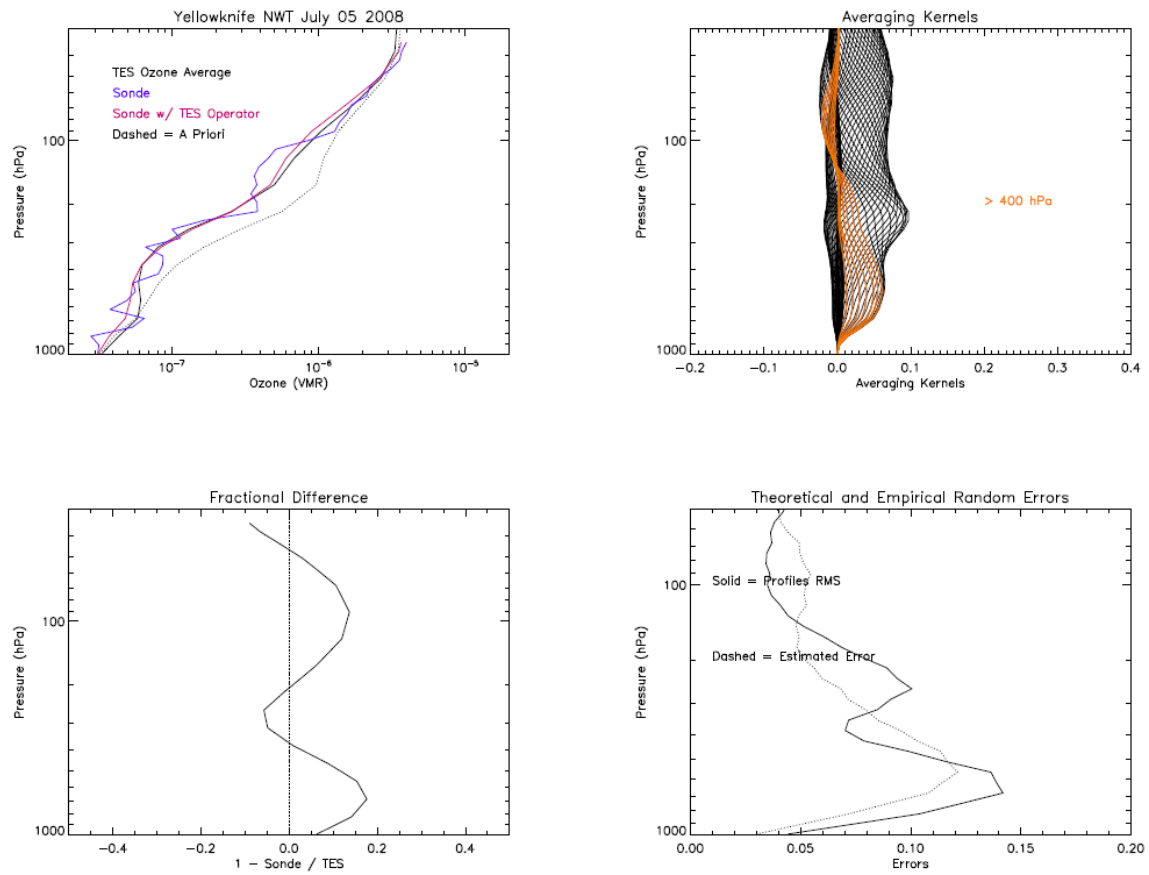 Yellowknife NWT July 05 2008
TES Ozone Average
Sonde
Sonde w/ TES Operator
Dashed = A Priori
Pressure (hPa)
100
1000
10⁻⁷
10⁻⁶
10⁻⁵
Ozone (VMR)
Averaging Kernels
> 400 hPa
Pressure (hPa)
100
1000
−0.2
−0.1
0.0
0.1
0.2
0.3
0.4
Averaging Kernels
Fractional Difference
Pressure (hPa)
100
1000
−0.4
−0.2
0.0
0.2
0.4
1 − Sonde / TES
Theoretical and Empirical Random Errors
Solid = Profiles RMS
Dashed = Estimated Error
Pressure (hPa)
100
1000
0.00
0.05
0.10
0.15
0.20
Errors